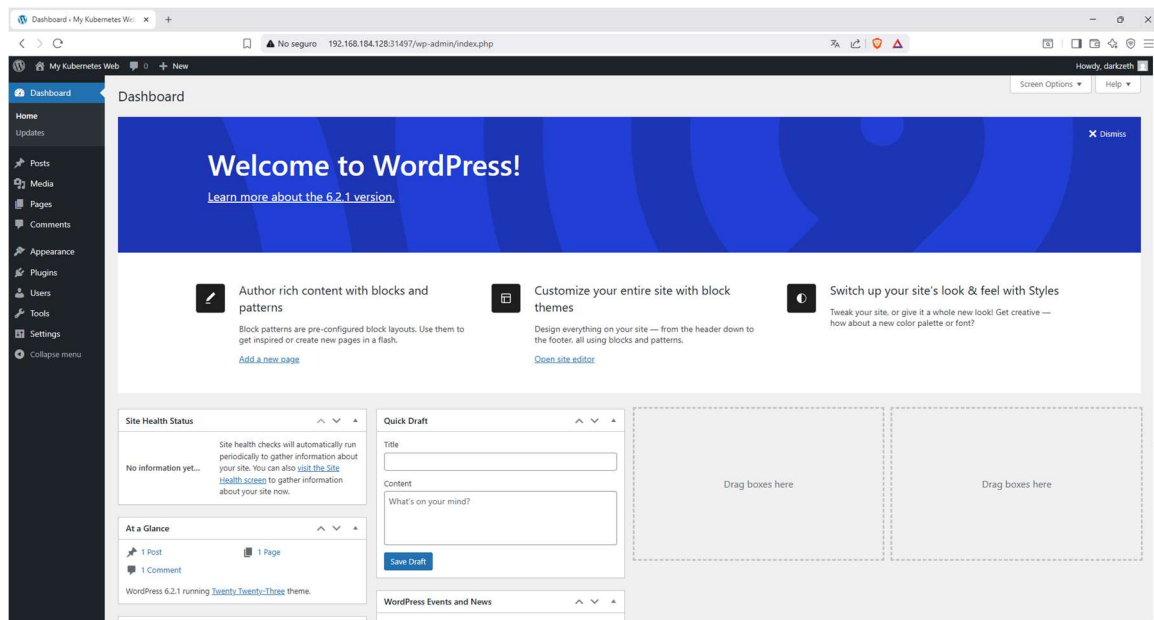 Dashboard ‹ My Kubernetes We
No seguro 192.168.184.128:31497/wp-admin/index.php
My Kubernetes Web 0 + New
Howdy, darkzeth
Dashboard
Home
Updates
Posts
Media
Pages
Comments
Appearance
Plugins
Users
Tools
Settings
Collapse menu
Dashboard
Screen Options
Help
Dismiss
Welcome to WordPress!
Learn more about the 6.2.1 version.
Author rich content with blocks and
patterns
Block patterns are pre-configured block layouts. Use them to
get inspired or create new pages in a flash.
Add a new page
Customize your entire site with block
themes
Design everything on your site — from the header down to
the footer, all using blocks and patterns.
Open site editor
Switch up your site's look & feel with Styles
Tweak your site, or give it a whole new look! Get creative —
how about a new color palette or font?
Site Health Status
No information yet...
Site health checks will automatically run
periodically to gather information about
your site. You can also visit the Site
Health screen to gather information
about your site now.
At a Glance
1 Post
1 Page
1 Comment
WordPress 6.2.1 running Twenty Twenty-Three theme.
Quick Draft
Title
Content
What's on your mind?
Save Draft
WordPress Events and News
Drag boxes here
Drag boxes here